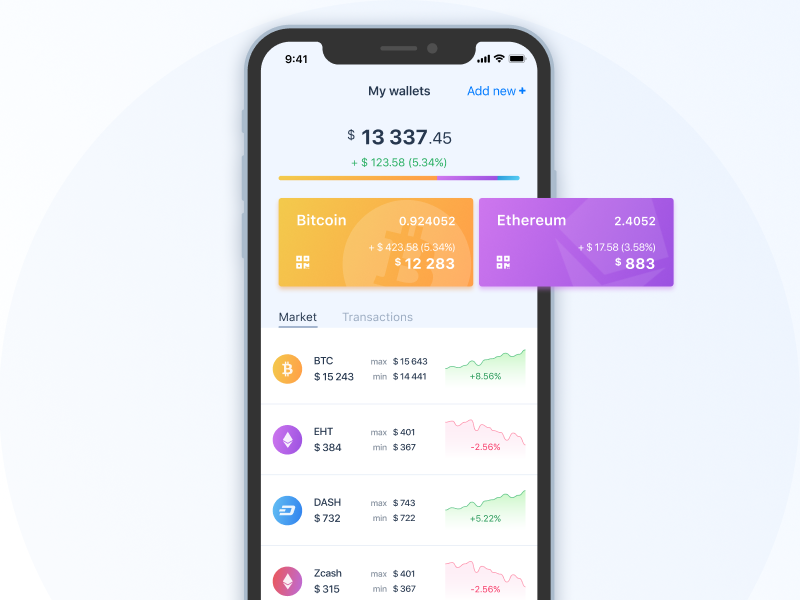 9:41
My wallets
Add new +
$ 13 337.45
+ $ 123.58 (5.34%)
Bitcoin 0.924052
+ $ 423.58 (5.34%)
$ 12 283
Ethereum 2.4052
+ $ 17.58 (3.58%)
$ 883
Market Transactions
BTC max $ 15 643
$ 15 243 min $ 14 441
+8.56%
EHT max $ 401
$ 384 min $ 367
-2.56%
DASH max $ 743
$ 732 min $ 722
+5.22%
Zcash max $ 401
$ 315 min $ 367
-2.56%